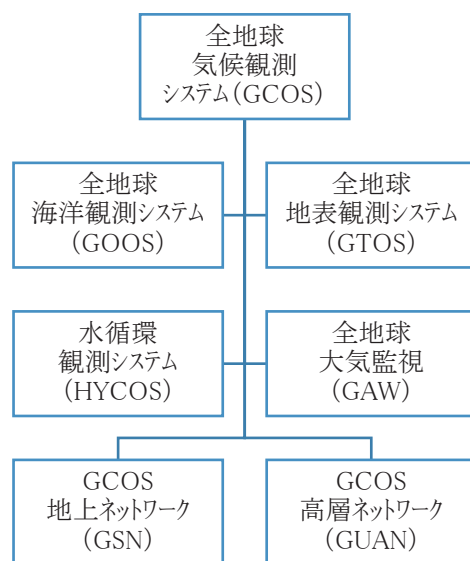 全地球
気候観測
システム(GCOS)
全地球
海洋観測システム
(GOOS)
全地球
地表観測システム
(GTOS)
水循環
観測システム
(HYCOS)
全地球
大気監視
(GAW)
GCOS
地上ネットワーク
(GSN)
GCOS
高層ネットワーク
(GUAN)